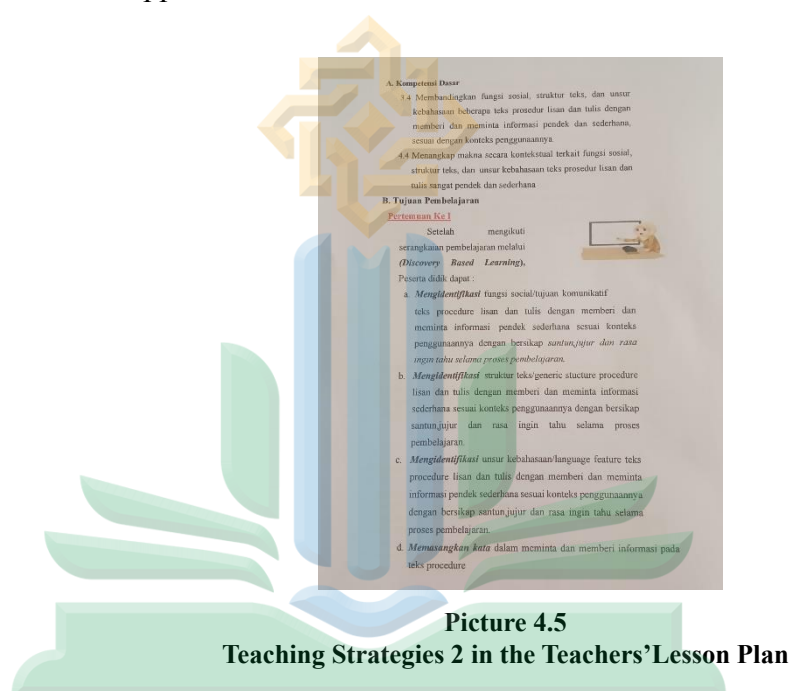 A. Kompetensi Dasar
3.4 Membandingkan fungsi sosial, struktur teks, dan unsur
kebahasaan beberapa teks prosedur lisan dan tulis dengan
memberi dan meminta informasi pendek dan sederhana,
sesuai dengan konteks penggunaannya.
4.4 Menangkap makna secara kontekstual terkait fungsi sosial,
struktur teks, dan unsur kebahasaan teks prosedur lisan dan
tulis sangat pendek dan sederhana
B. Tujuan Pembelajaran
Pertemuan Ke I
Setelah mengikuti
serangkaian pembelajaran melalui
(Discovery Based Learning),
Peserta didik dapat :
a. Mengidentifikasi fungsi social/tujuan komunikatif
teks procedure lisan dan tulis dengan memberi dan
meminta informasi pendek sederhana sesuai konteks
penggunaannya dengan bersikap santun,jujur dan rasa
ingin tahu selama proses pembelajaran.
b. Mengidentifikasi struktur teks/generic stucture procedure
lisan dan tulis dengan memberi dan meminta informasi
sederhana sesuai konteks penggunaannya dengan bersikap
santun,jujur dan rasa ingin tahu selama proses
pembelajaran.
c. Mengidentifikasi unsur kebahasaan/language feature teks
procedure lisan dan tulis dengan memberi dan meminta
informasi pendek sederhana sesuai konteks penggunaannya
dengan bersikap santun,jujur dan rasa ingin tahu selama
proses pembelajaran.
d. Memasangkan kata dalam meminta dan memberi informasi pada
teks procedure
Picture 4.5
Teaching Strategies 2 in the Teachers'Lesson Plan